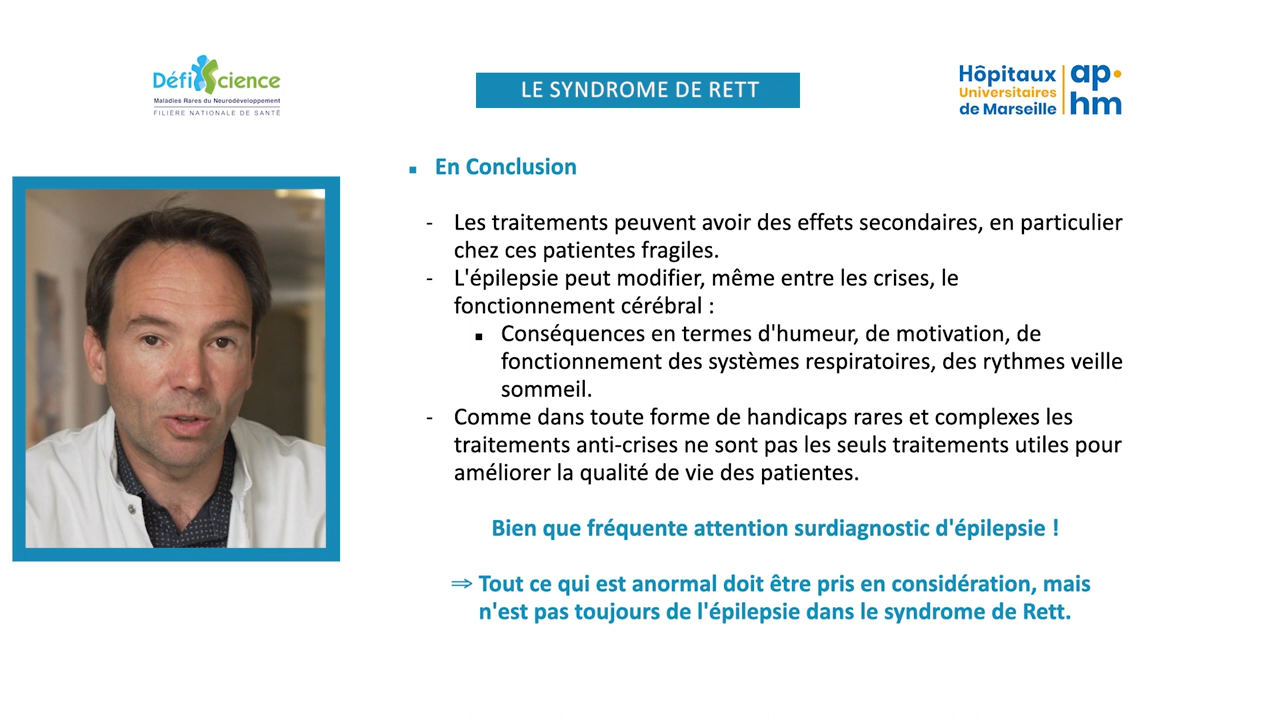 DéfiScience
Maladies Rares du Neurodéveloppement
FILIÈRE NATIONALE DE SANTÉ
LE SYNDROME DE RETT
Hôpitaux
Universitaires
de Marseille
ap•
hm
▪ En Conclusion
- Les traitements peuvent avoir des effets secondaires, en particulier
chez ces patientes fragiles.
- L'épilepsie peut modifier, même entre les crises, le
fonctionnement cérébral :
▪ Conséquences en termes d'humeur, de motivation, de
fonctionnement des systèmes respiratoires, des rythmes veille
sommeil.
- Comme dans toute forme de handicaps rares et complexes les
traitements anti-crises ne sont pas les seuls traitements utiles pour
améliorer la qualité de vie des patientes.
Bien que fréquente attention surdiagnostic d'épilepsie !
⇒ Tout ce qui est anormal doit être pris en considération, mais
n'est pas toujours de l'épilepsie dans le syndrome de Rett.